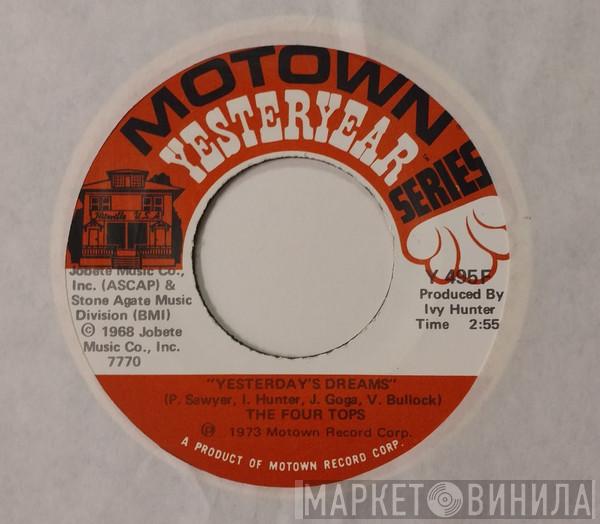 MOTOWN
YESTERYEAR
SERIES
Hitsville U.S.A.
Jobete Music Co.,
Inc. (ASCAP) &
Stone Agate Music
Division (BMI)
© 1968 Jobete
Music Co., Inc.
7770
Y 495F
Produced By
Ivy Hunter
Time 2:55
"YESTERDAY'S DREAMS"
(P. Sawyer, I. Hunter, J. Goga, V. Bullock)
THE FOUR TOPS
℗ 1973 Motown Record Corp.
A PRODUCT OF MOTOWN RECORD CORP.
МАРКЕТ ВИНИЛА